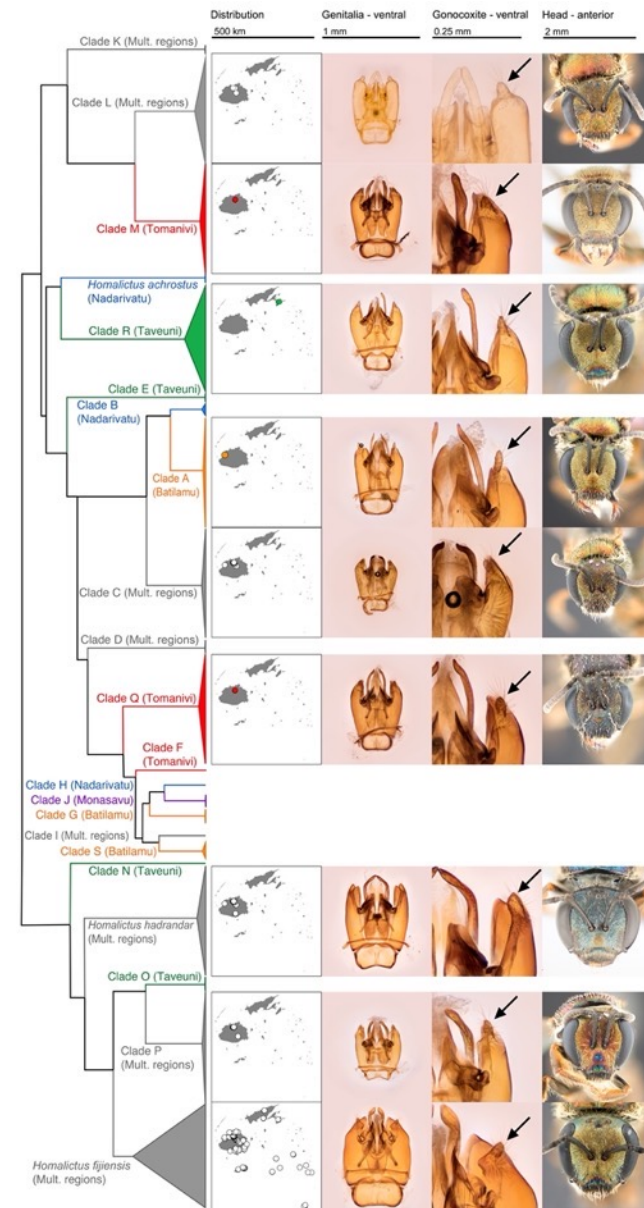 Distribution
500 km
Genitalia - ventral
1 mm
Gonocoxite - ventral
0.25 mm
Head - anterior
2 mm
Clade K (Mult. regions)
Clade L (Mult. regions)
Clade M (Tomanivi)
Homalictus achrostus
(Nadarivatu)
Clade R (Taveuni)
Clade E (Taveuni)
Clade B
(Nadarivatu)
Clade A
(Batilamu)
Clade C (Mult. regions)
Clade D (Mult. regions)
Clade Q (Tomanivi)
Clade F
(Tomanivi)
Clade H (Nadarivatu)
Clade J (Monasavu)
Clade G (Batilamu)
Clade I (Mult. regions)
Clade S (Batilamu)
Clade N (Taveuni)
Homalictus hadrandar
(Mult. regions)
Clade O (Taveuni)
Clade P
(Mult. regions)
Homalictus fijiensis
(Mult. regions)